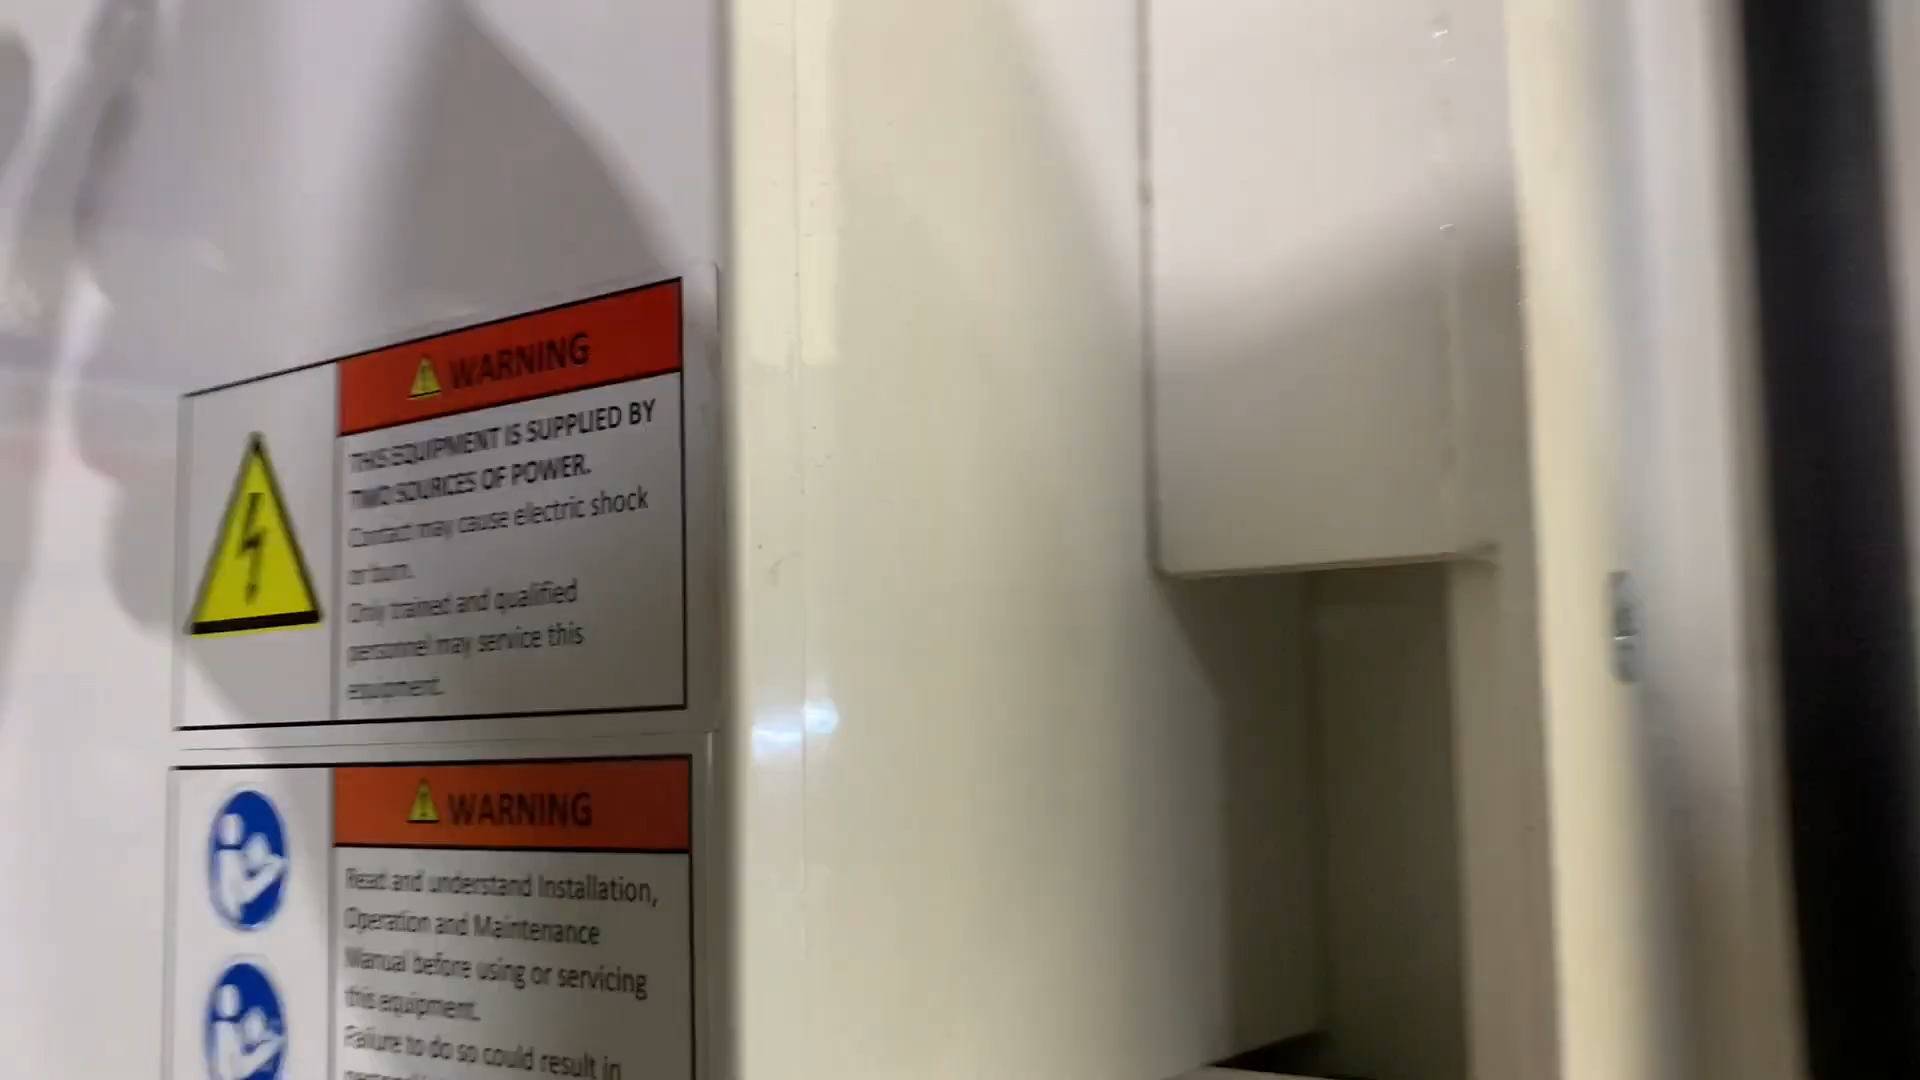 WARNING
THIS EQUIPMENT IS SUPPLIED BY
TWO SOURCES OF POWER.
Contact may cause electric shock
or burn.
Only trained and qualified
personnel may service this
equipment.
WARNING
Read and understand Installation,
Operation and Maintenance
Manual before using or servicing
this equipment.
Failure to do so could result in